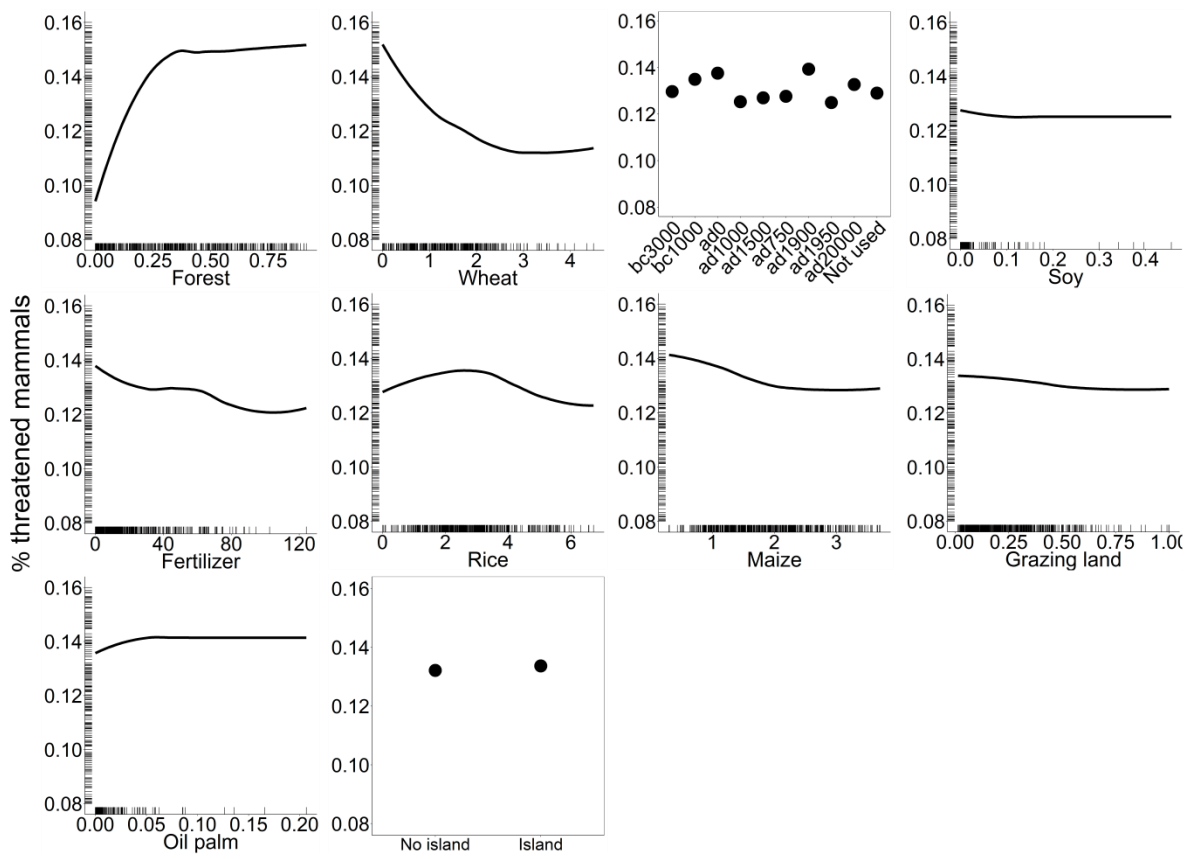 % threatened mammals
0.16
0.14
0.12
0.10
0.08
0.00 0.25 0.50 0.75
Forest
0.16
0.14
0.12
0.10
0.08
0 1 2 3 4
Wheat
0.16
0.14
0.12
0.10
0.08
bc3000
bc1000
ad0
ad1000
ad1500
ad750
ad1900
ad1950
ad20000
Not used
0.16
0.14
0.12
0.10
0.08
0.0 0.1 0.2 0.3 0.4
Soy
0.16
0.14
0.12
0.10
0.08
0 40 80 120
Fertilizer
0.16
0.14
0.12
0.10
0.08
0 2 4 6
Rice
0.16
0.14
0.12
0.10
0.08
1 2 3
Maize
0.16
0.14
0.12
0.10
0.08
0.00 0.25 0.50 0.75 1.00
Grazing land
0.16
0.14
0.12
0.10
0.08
0.00 0.05 0.10 0.15 0.20
Oil palm
0.16
0.14
0.12
0.10
0.08
No island Island